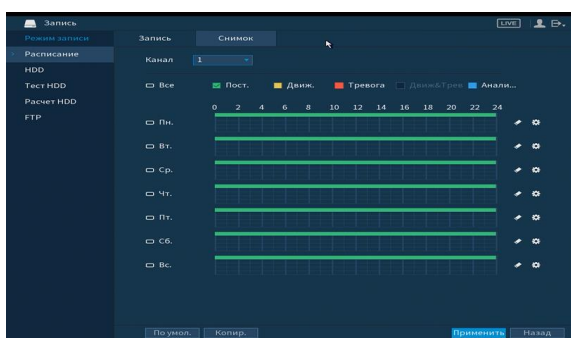 Запись LIVE
Режим записи
Расписание
HDD
Тест HDD
Расчет HDD
FTP
Запись Снимок
Канал 1
Все Пост. Движ. Тревога Движ&Трев Анали...
0 2 4 6 8 10 12 14 16 18 20 22 24
Пн.
Вт.
Ср.
Чт.
Пт.
Сб.
Вс.
По умол. Копир. Применить Назад